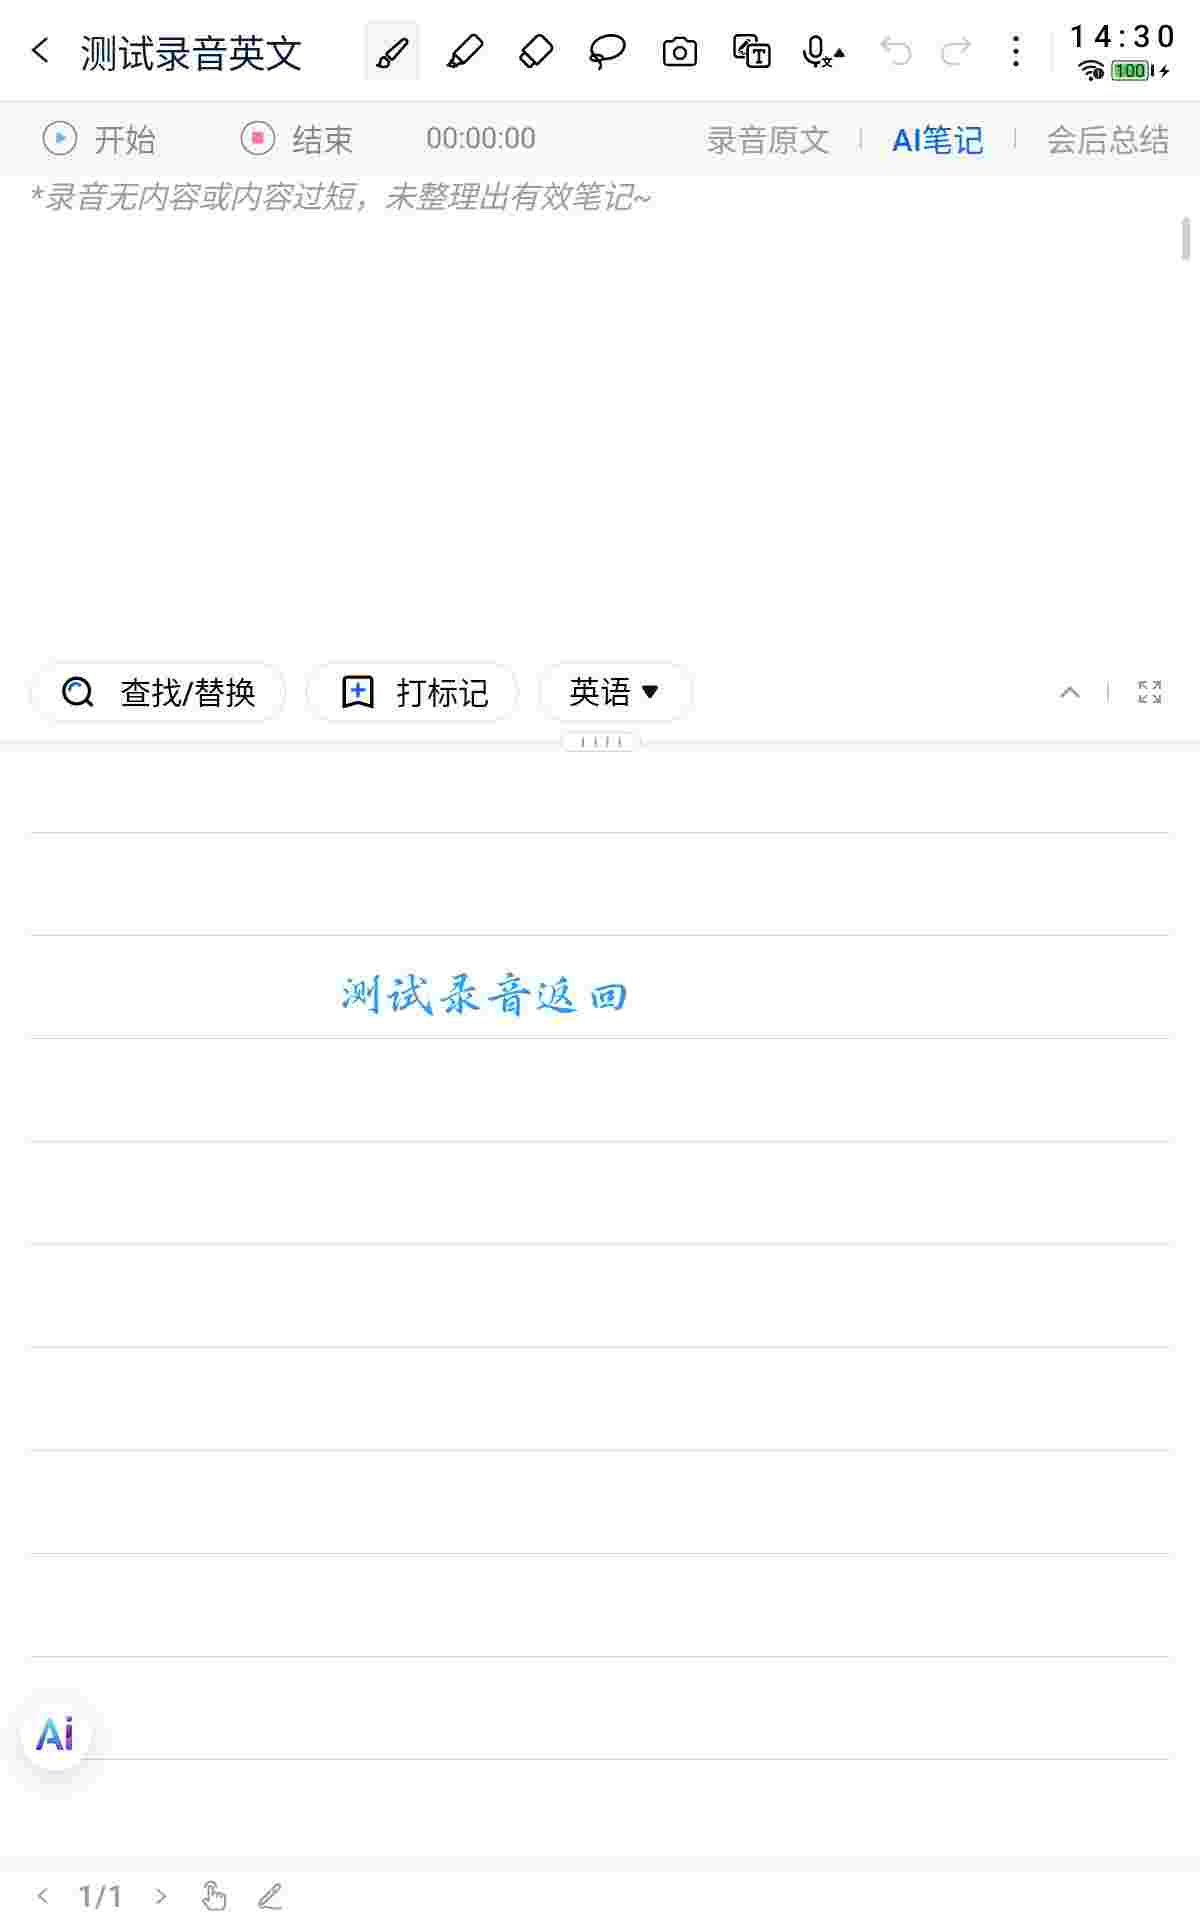 测试录音英文
14:30
100
开始
结束
00:00:00
录音原文
AI笔记
会后总结
*录音无内容或内容过短，未整理出有效笔记~
查找/替换
打标记
英语
测试录音返回
Ai
1/1